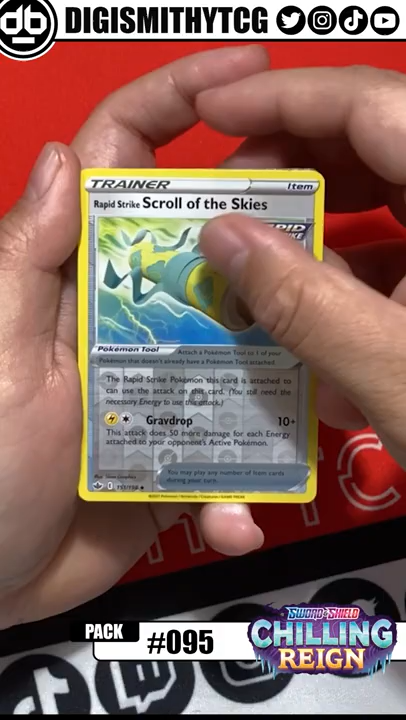 DIGISMITHYTCG
TRAINER
Item
Rapid Strike Scroll of the Skies
Pokémon Tool
Attach a Pokémon Tool to 1 of your
Pokémon that doesn't already have a Pokémon Tool attached.
The Rapid Strike Pokémon this card is attached to
can use the attack on this card. (You still need the
necessary Energy to use this attack.)
Gravdrop 10+
This attack does 50 more damage for each Energy
attached to your opponent's Active Pokémon.
You may play any number of Item cards
during your turn.
PACK
#095
SWORD & SHIELD
CHILLING
REIGN